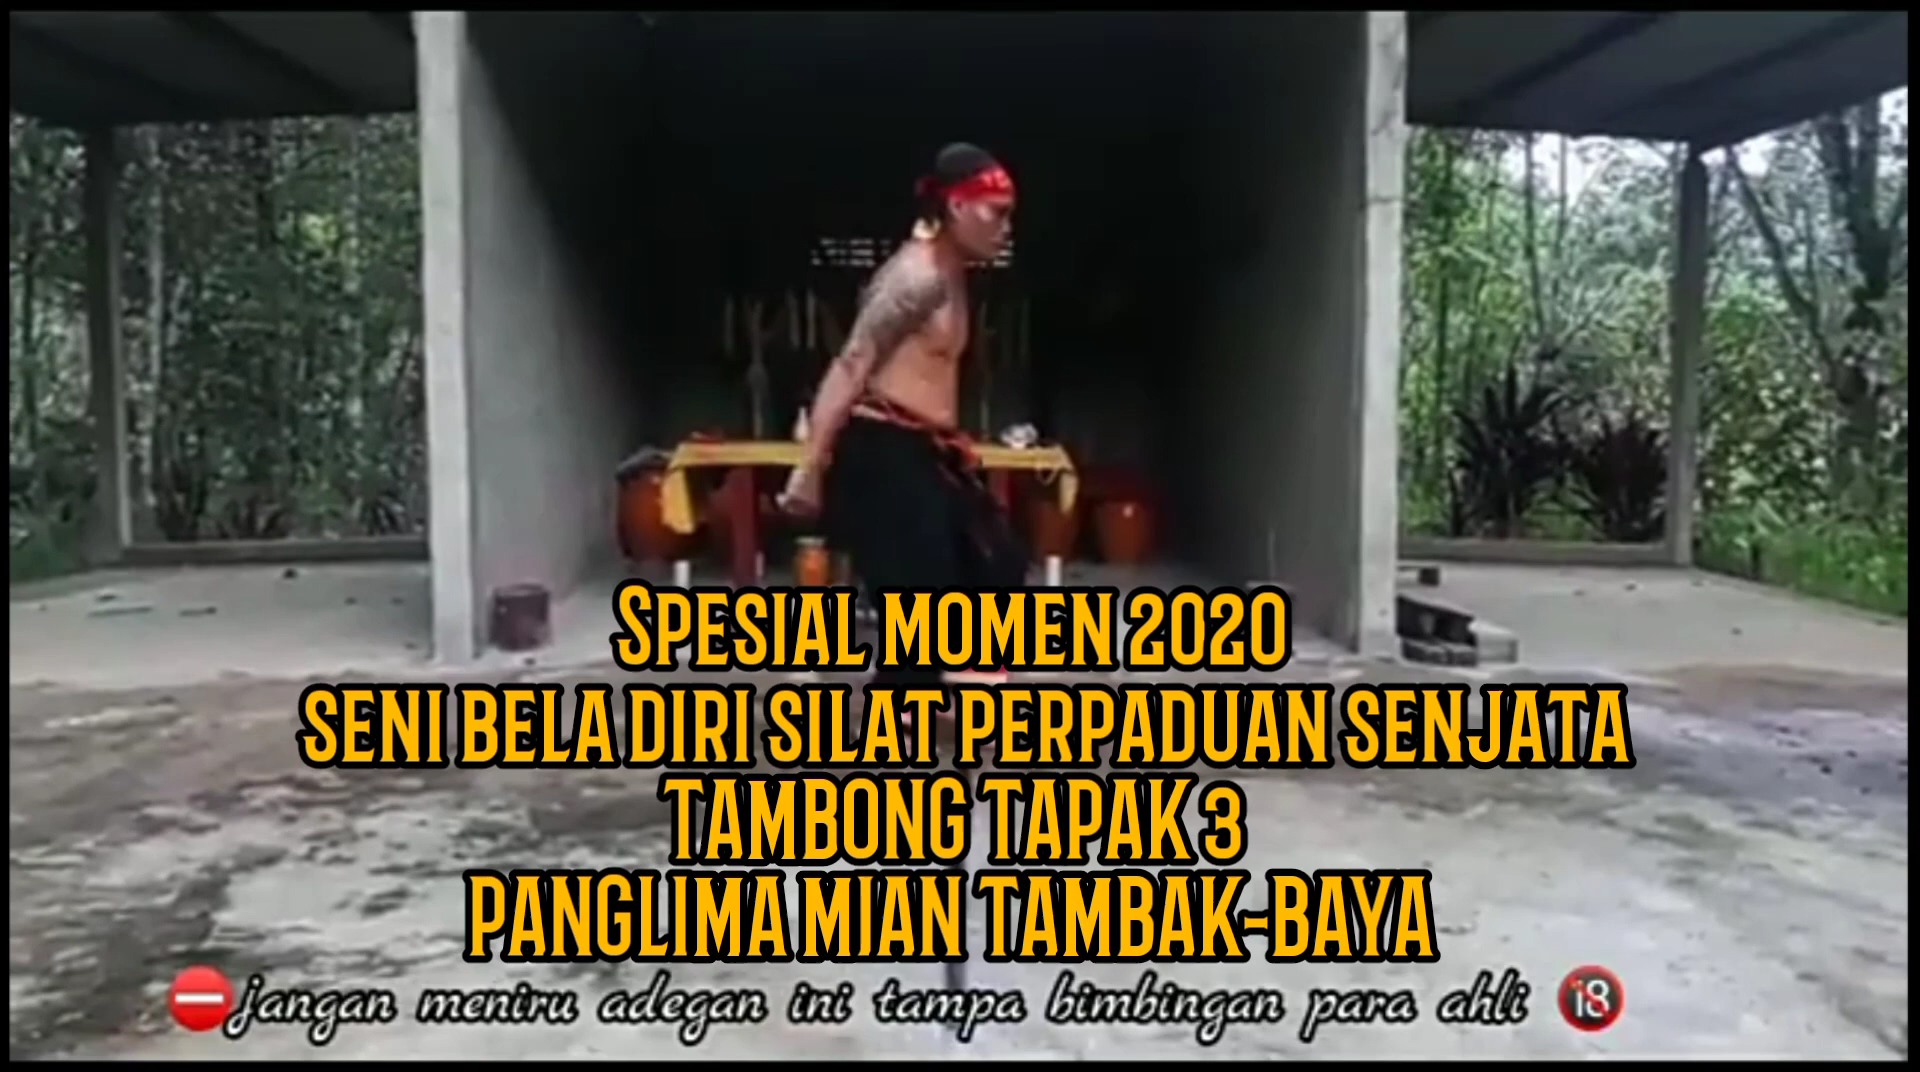 SPESIAL MOMEN 2020
SENI BELA DIRI SILAT PERPADUAN SENJATA
TAMBONG TAPAK 3
PANGLIMA MIAN TAMBAK-BAYA
jangan meniru adegan ini tampa bimbingan para ahli 18